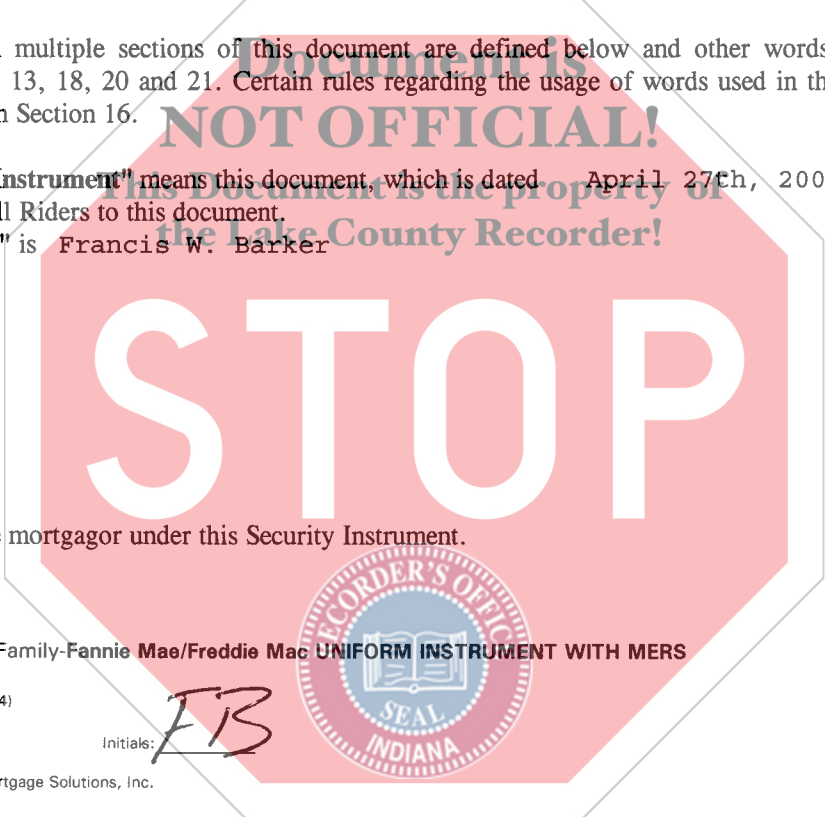 multiple sections of this document are defined below and other words
13, 18, 20 and 21. Certain rules regarding the usage of words used in th
Section 16.
Document is
NOT OFFICIAL!
This Document is the property of
the Lake County Recorder!
Instrument" means this document, which is dated April 27th, 200
ll Riders to this document.
" is Francis W. Barker
STOP
mortgagor under this Security Instrument.
RECORDER'S OFFIC
SEAL
INDIANA
Family-Fannie Mae/Freddie Mac UNIFORM INSTRUMENT WITH MERS
4)
Initials: FB
rtgage Solutions, Inc.